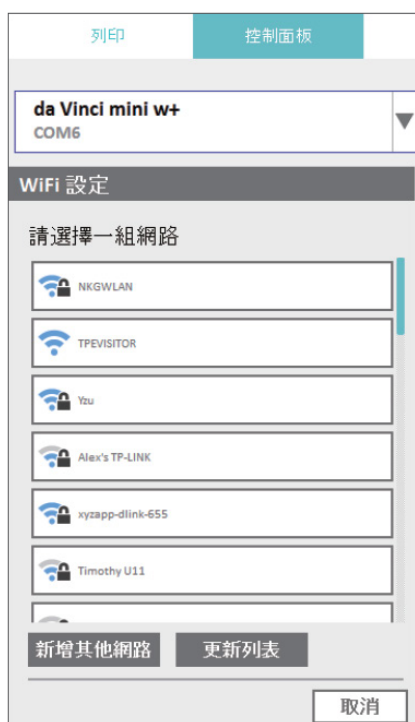 列印
控制面板
da Vinci mini w+
COM6
WiFi 設定
請選擇一組網路
NKGWLAN
TPEVISITOR
Yzu
Alex's TP-LINK
xyzapp-dlink-655
Timothy U11
新增其他網路
更新列表
取消